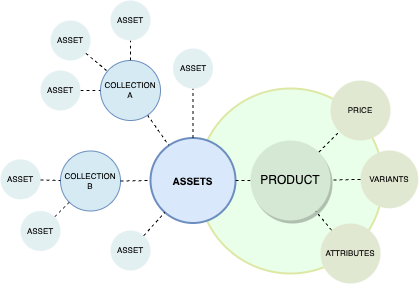 ASSET
ASSET
ASSET
COLLECTION
A
ASSET
PRICE
ASSET
COLLECTION
B
ASSETS
PRODUCT
VARIANTS
ASSET
ASSET
ATTRIBUTES